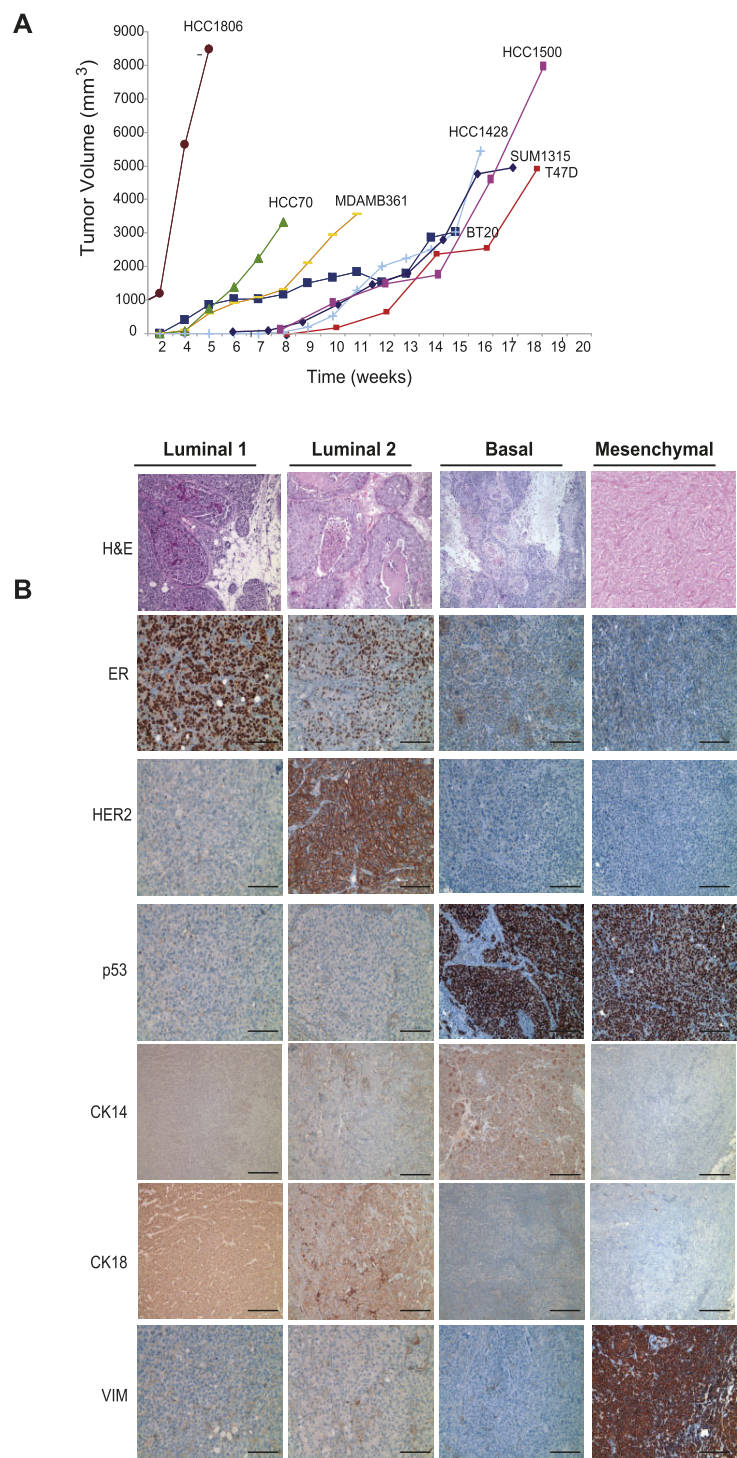 A
HCC1806
9000
8000
7000
6000
5000
4000
3000
2000
1000
0
Tumor Volume (mm3)
HCC1500
HCC1428
SUM1315
T47D
HCC70
MDAMB361
BT20
2 4 5 6 7 8 9 10 11 12 13 14 15 16 17 18 19 20
Time (weeks)
Luminal 1 Luminal 2 Basal Mesenchymal
H&E
B
ER
HER2
p53
CK14
CK18
VIM